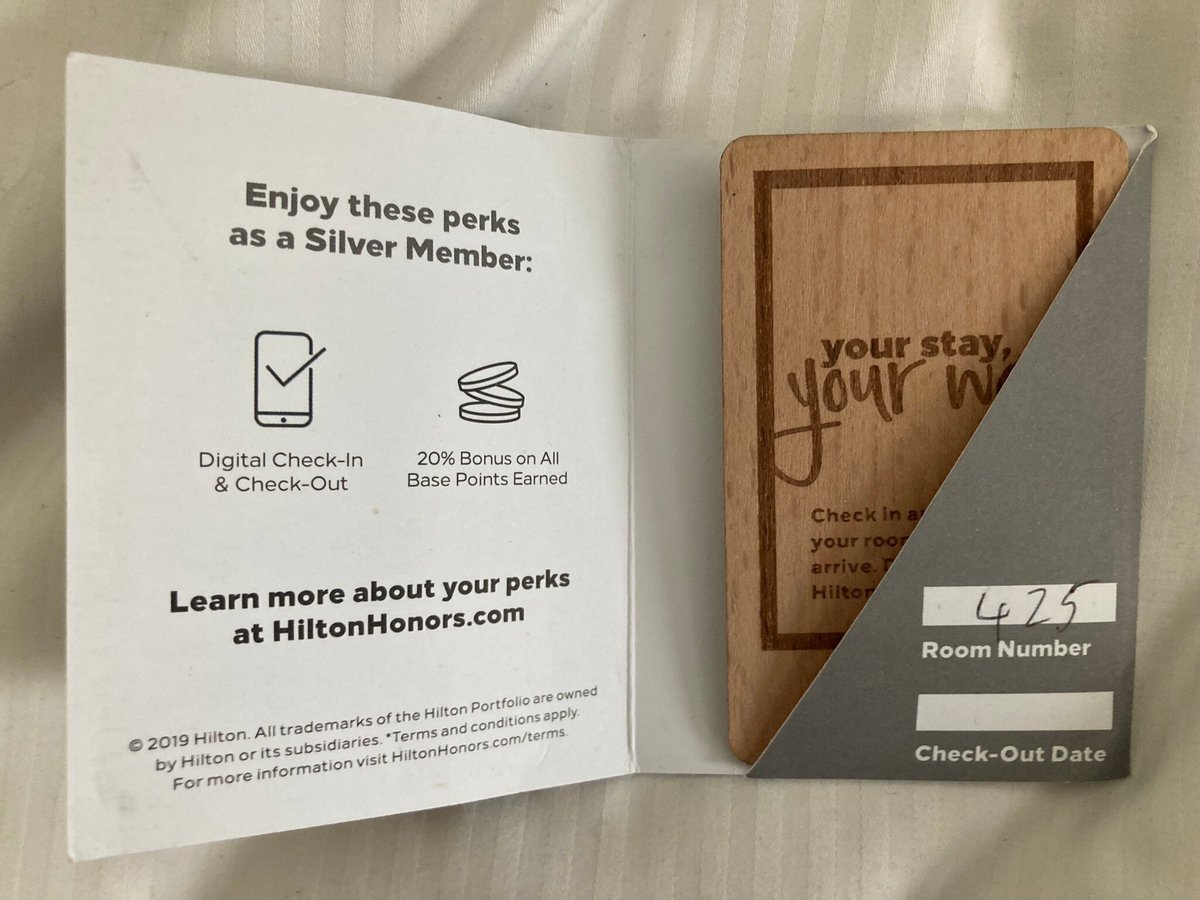 Enjoy these perks
as a Silver Member:
Digital Check-In
& Check-Out
20% Bonus on All
Base Points Earned
Learn more about your perks
at HiltonHonors.com
© 2019 Hilton. All trademarks of the Hilton Portfolio are owned
by Hilton or its subsidiaries. *Terms and conditions apply.
For more information visit HiltonHonors.com/terms.
your stay,
your
Check in
your
arrive.
Hilton
425
Room Number
Check-Out Date